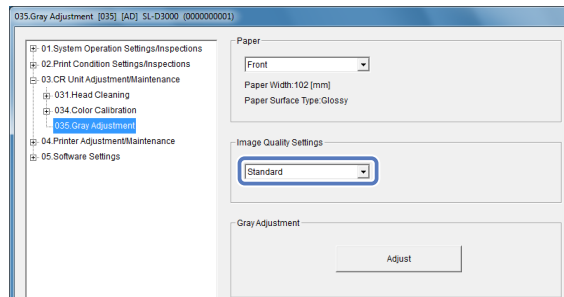 035.Gray Adjustment [035] [AD] SL-D3000 (0000000001)
01.System Operation Settings/Inspections
02.Print Condition Settings/Inspections
03.CR Unit Adjustment/Maintenance
031.Head Cleaning
034.Color Calibration
035.Gray Adjustment
04.Printer Adjustment/Maintenance
05.Software Settings
Paper
Front
Paper Width:102 [mm]
Paper Surface Type:Glossy
Image Quality Settings
Standard
Gray Adjustment
Adjust